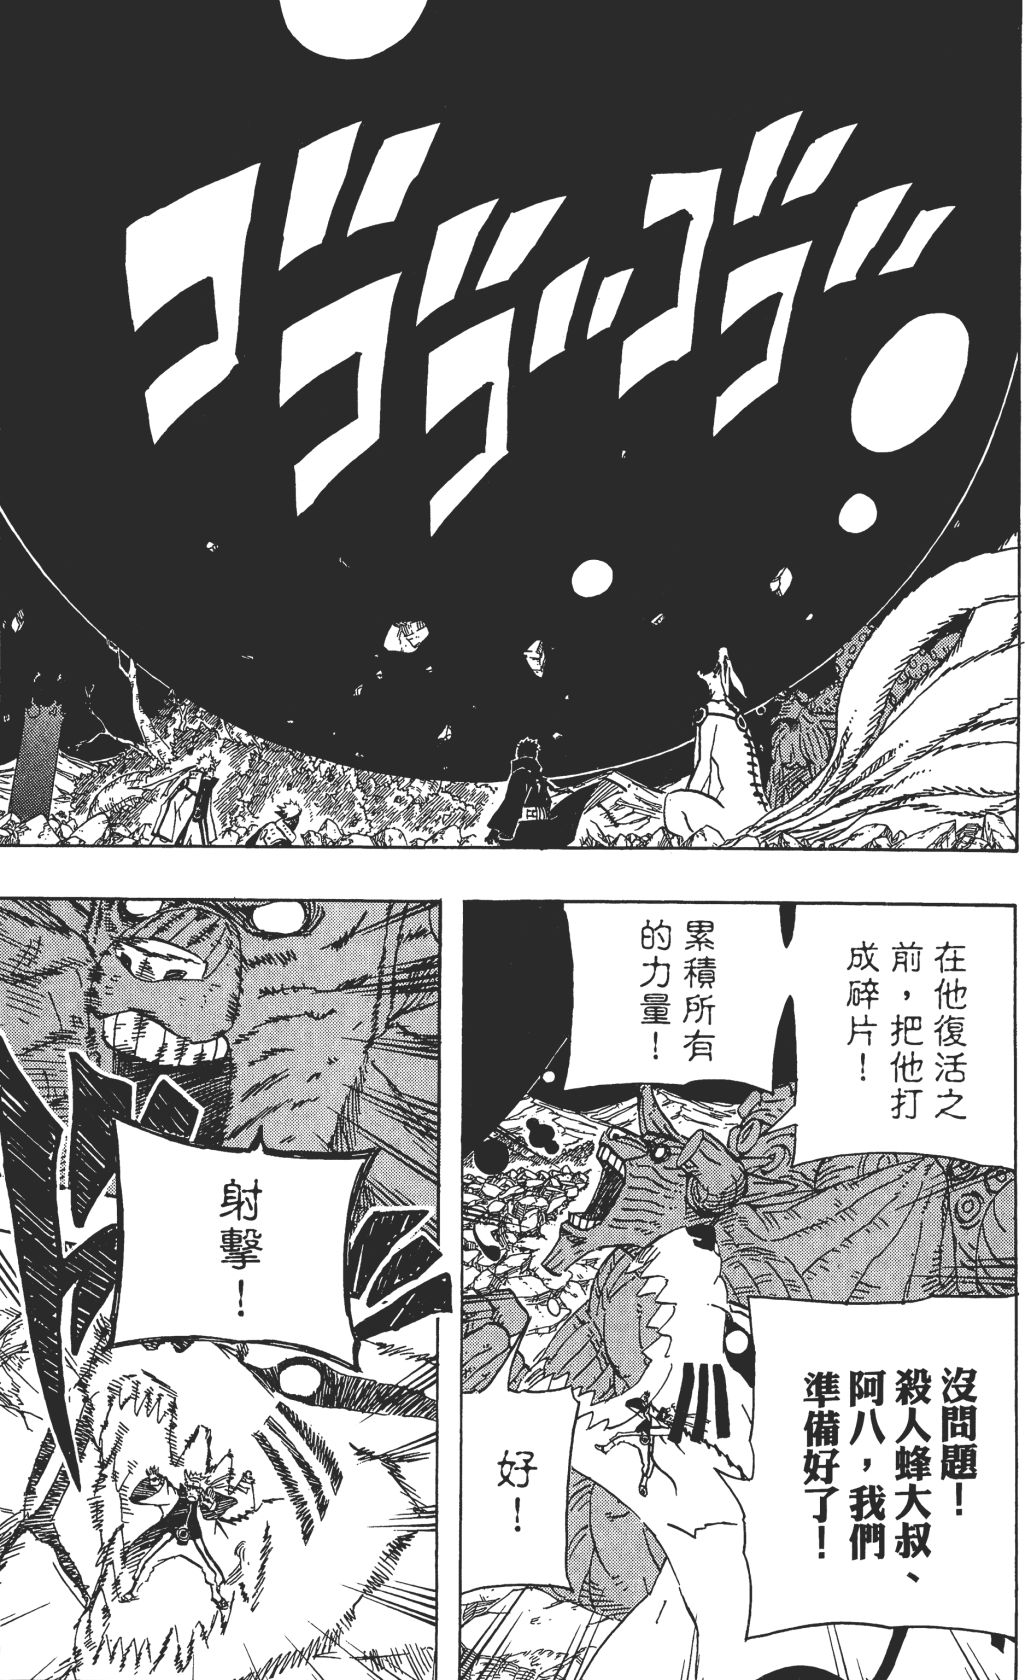 ゴゴゴゴゴ
在他復活之
前，把他打
成碎片！
累積所有
的力量！
沒問題！
殺人蜂大叔、
阿八，我們
準備好了！
好！
射擊！